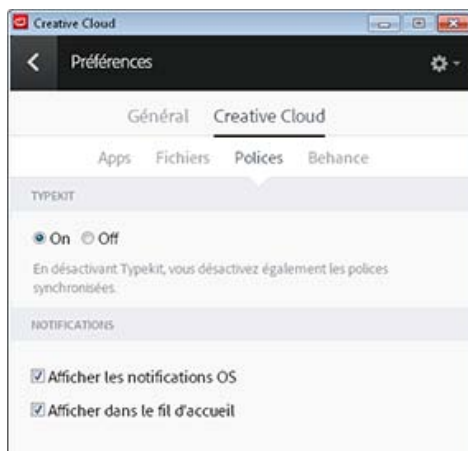 Creative Cloud
Préférences
Général Creative Cloud
Apps Fichiers Polices Behance
TYPEKIT
On Off
En désactivant Typekit, vous désactivez également les polices
synchronisées.
NOTIFICATIONS
Afficher les notifications OS
Afficher dans le fil d'accueil